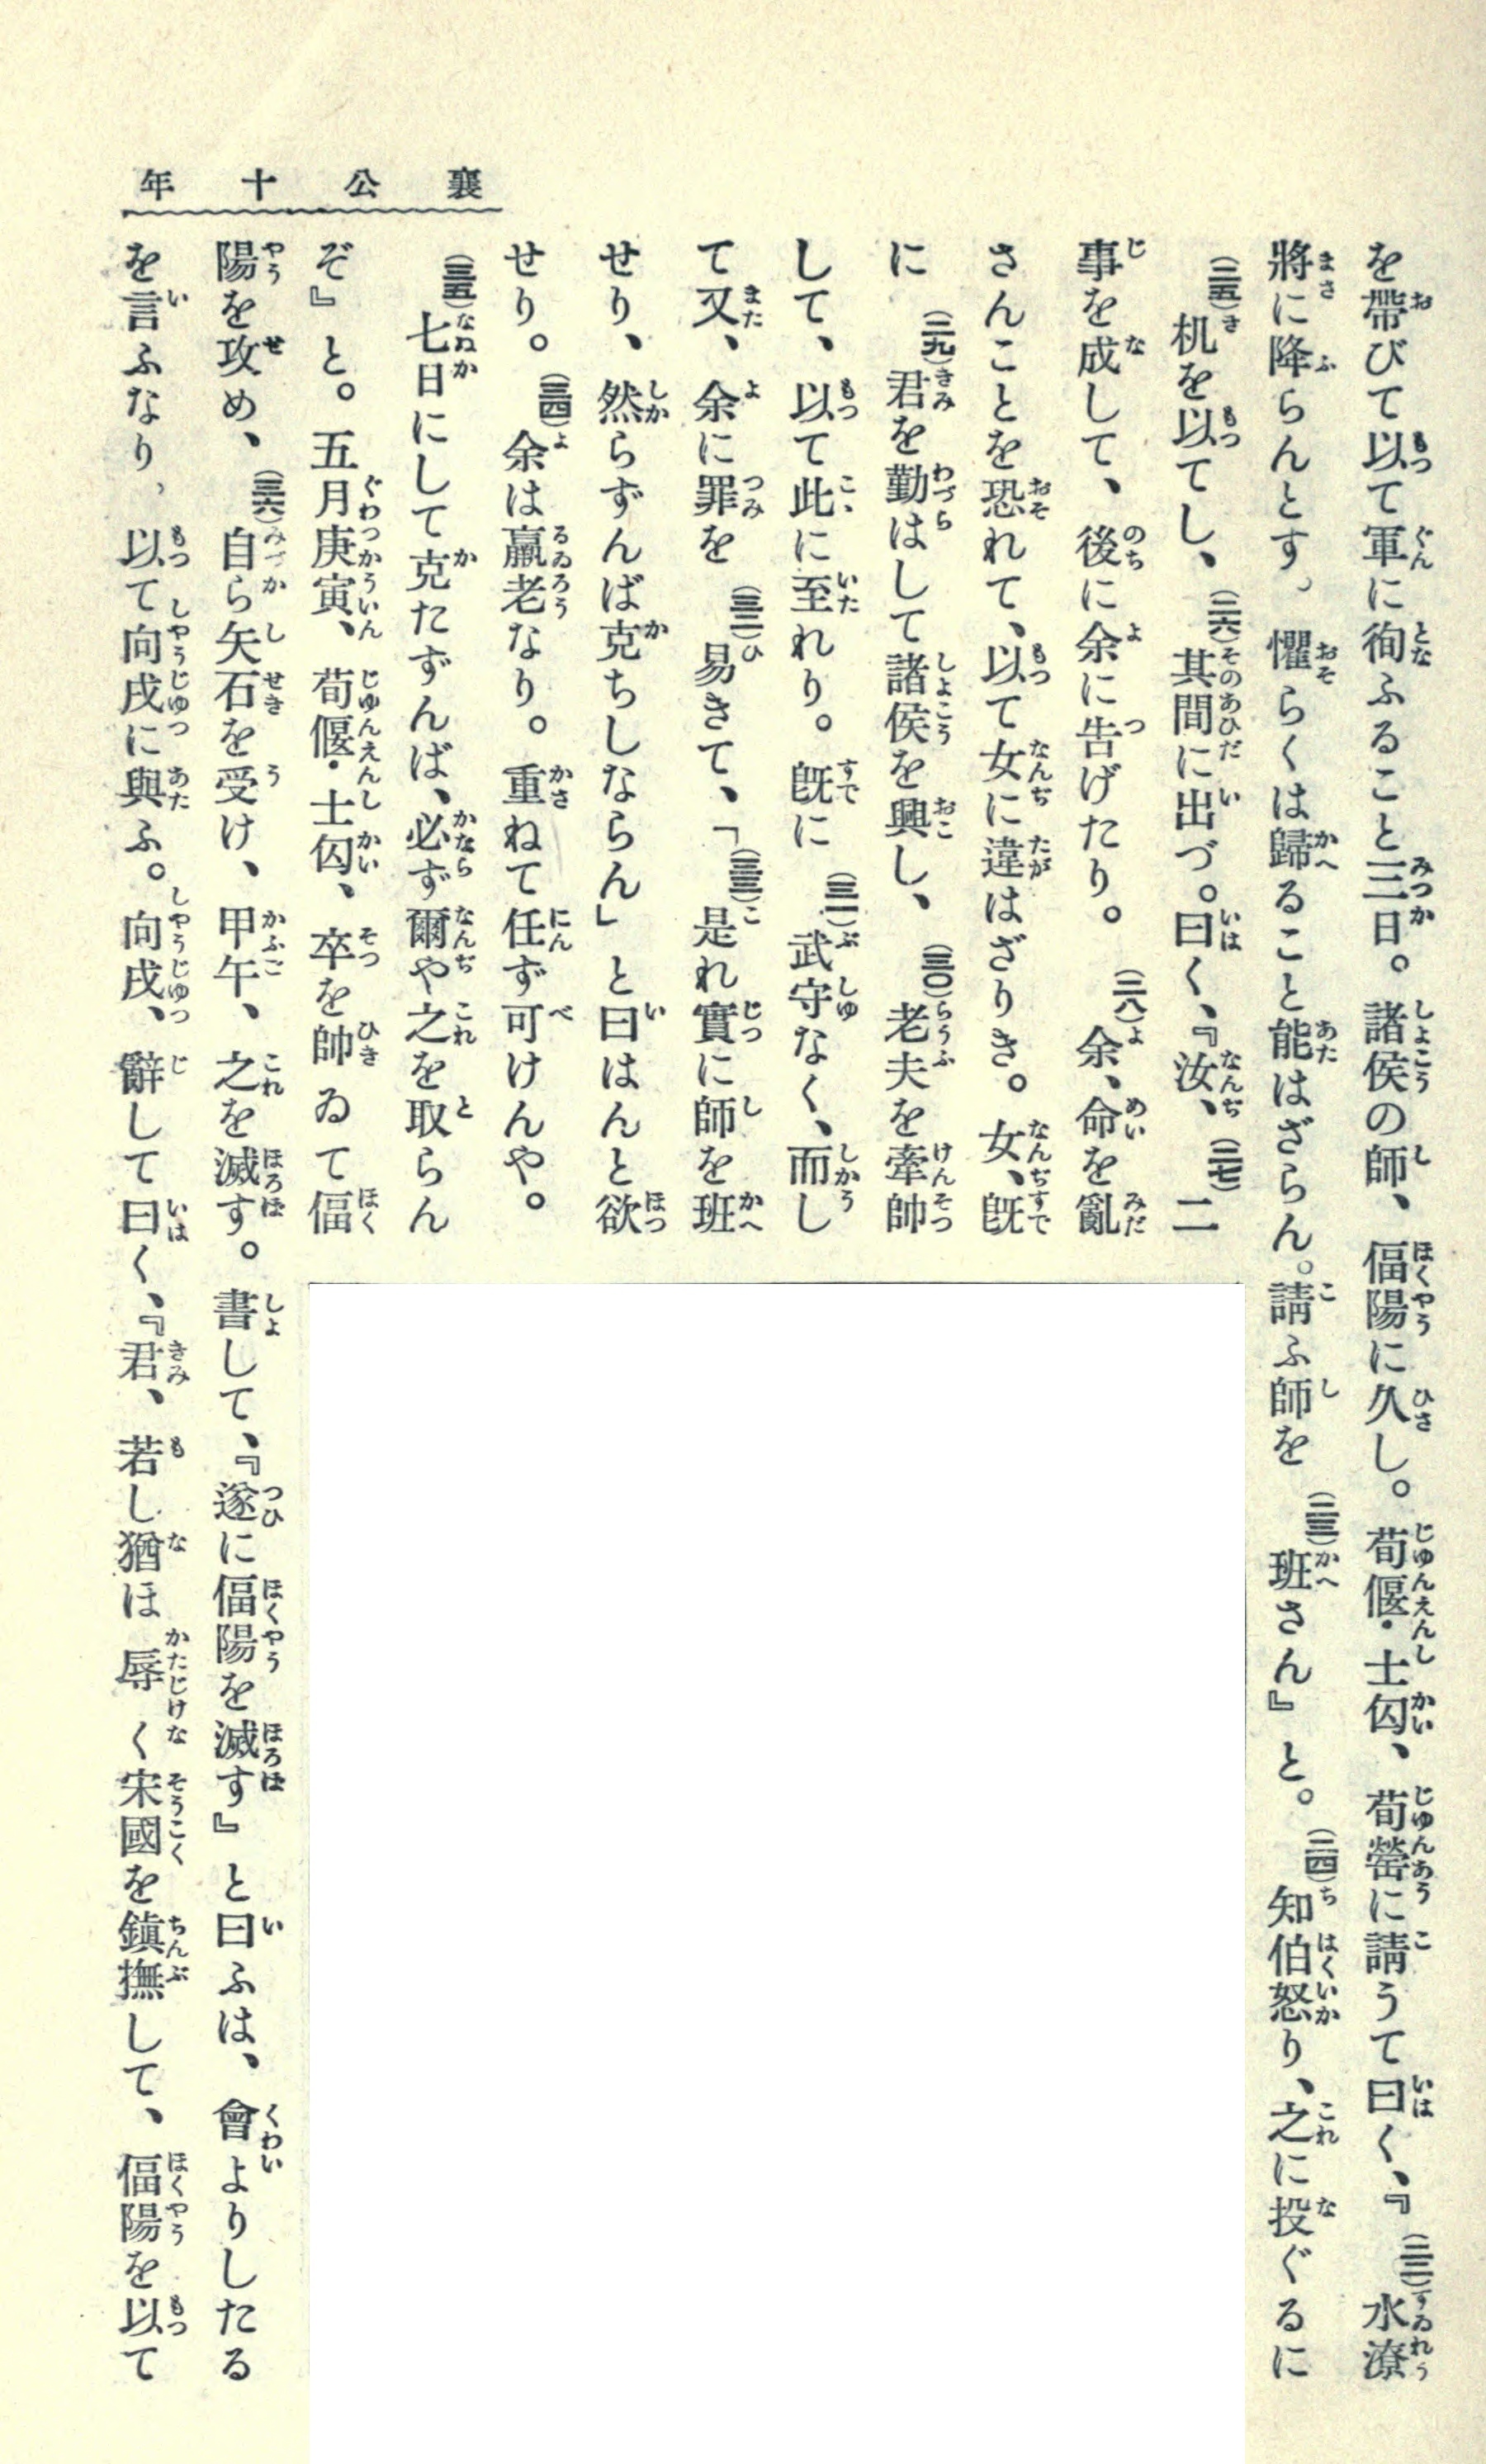 襄公十年
を帶びて以て軍に徇ふること三日。諸侯の師、偪陽に久し。荀偃・士匃、荀罃に請うて曰く、『(二二)水潦
將に降らんとす。懼らくは歸ること能はざらん。請ふ師を(二三)班さん』と。(二四)知伯怒り、之に投ぐるに
(二五)机を以てし、(二六)其間に出づ。曰く、『汝、(二七)二
事を成して、後に余に告げたり。(二八)余、命を亂
さんことを恐れて、以て女に違はざりき。女、既
に(二九)君を勤はして諸侯を興し、(三〇)老夫を牽帥
して、以て此に至れり。既に(三一)武守なく、而し
て又、余に罪を(三二)易きて、「(三三)是れ實に師を班
せり、然らずんば克ちしならん」と曰はんと欲
せり。(三四)余は羸老なり。重ねて任ず可けんや。
(三五)七日にして克たずんば、必ず爾や之を取らん
ぞ』と。五月庚寅、荀偃・士匃、卒を帥ゐて偪
陽を攻め、(三六)自ら矢石を受け、甲午、之を滅す。書して、『遂に偪陽を滅す』と曰ふは、會よりしたる
を言ふなり、以て向戌に與ふ。向戌、辭して曰く、『君、若し猶ほ辱く宋國を鎭撫して、偪陽を以て